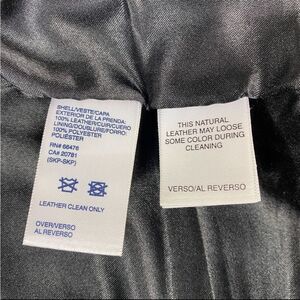 SHELL/VESTE/CAPA
EXTERIOR DE LA PRENDA:
100% LEATHER/CUIR/CUERO
LINING/DOUBLURE/FORRO:
100% POLYESTER
POLIÉSTER
RN# 66476
CA# 20781
(SKP-SKP)
LEATHER CLEAN ONLY
OVER/VERSO
AL REVERSO
THIS NATURAL
LEATHER MAY LOOSE
SOME COLOR DURING
CLEANING
VERSO/AL REVERSO